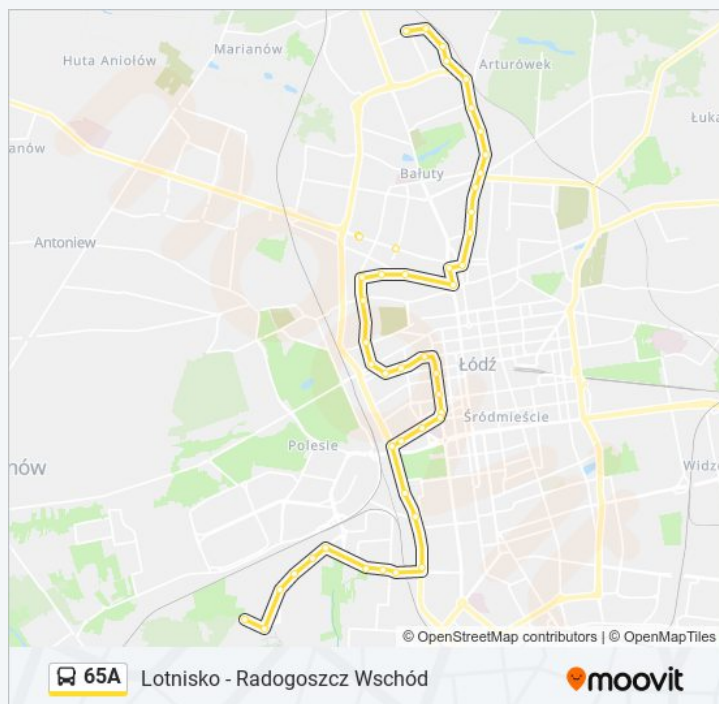 Huta Aniołów
Marianów
Arturówek
Łuka
anów
Bałuty
Antoniew
Łódź
Śródmieście
Polesie
nów
Widze
© OpenStreetMap contributors | © OpenMapTiles
65A Lotnisko - Radogoszcz Wschód
moovit